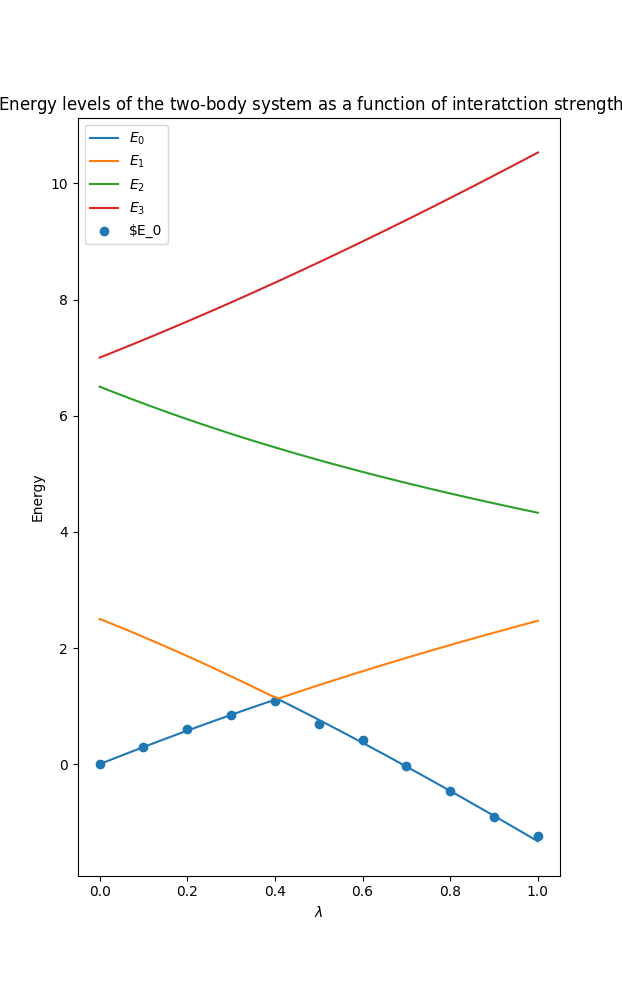 Energy levels of the two-body system as a function of interatction strength
E₀
E₁
E₂
E₃
$E_0
Energy
10
8
6
4
2
0
0.0 0.2 0.4 0.6 0.8 1.0
λ